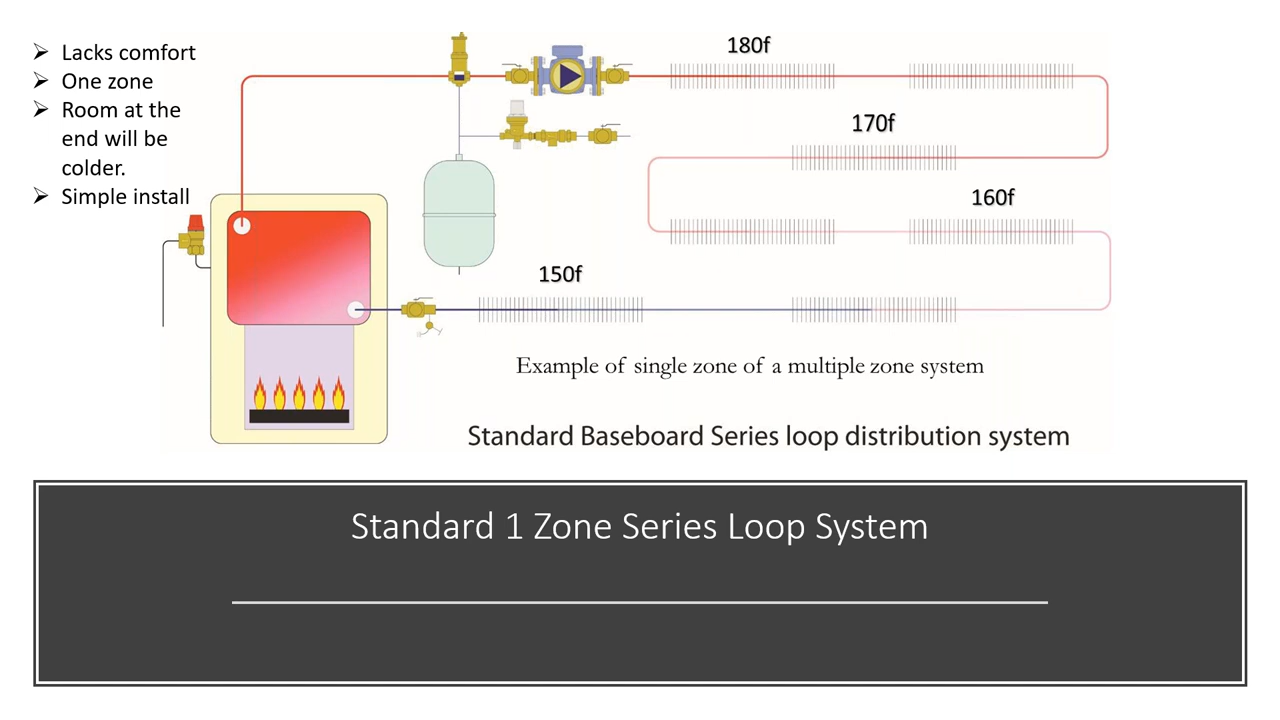 Lacks comfort
One zone
Room at the
end will be
colder.
Simple install
180f
170f
160f
150f
Example of single zone of a multiple zone system
Standard Baseboard Series loop distribution system
Standard 1 Zone Series Loop System